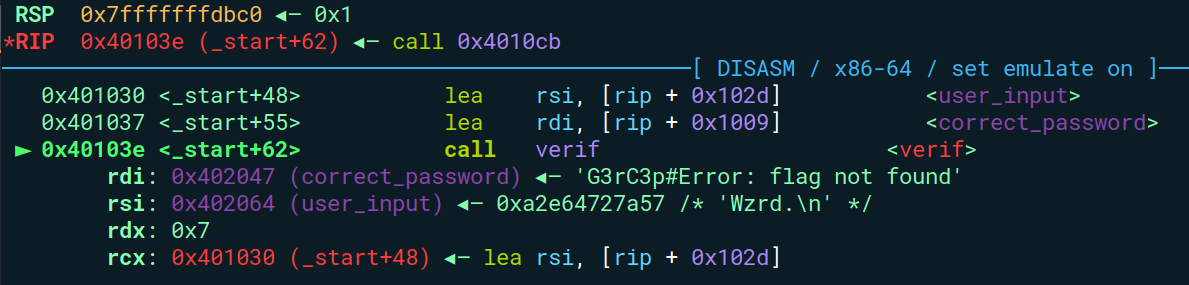 RSP 0x7fffffffdbc0 ◂— 0x1
*RIP 0x40103e (_start+62) ◂— call 0x4010cb
[ DISASM / x86-64 / set emulate on ]
0x401030 <_start+48> lea rsi, [rip + 0x102d] <user_input>
0x401037 <_start+55> lea rdi, [rip + 0x1009] <correct_password>
► 0x40103e <_start+62> call verif <verif>
rdi: 0x402047 (correct_password) ◂— 'G3rC3p#Error: flag not found'
rsi: 0x402064 (user_input) ◂— 0xa2e64727a57 /* 'Wzrd.\n' */
rdx: 0x7
rcx: 0x401030 (_start+48) ◂— lea rsi, [rip + 0x102d]